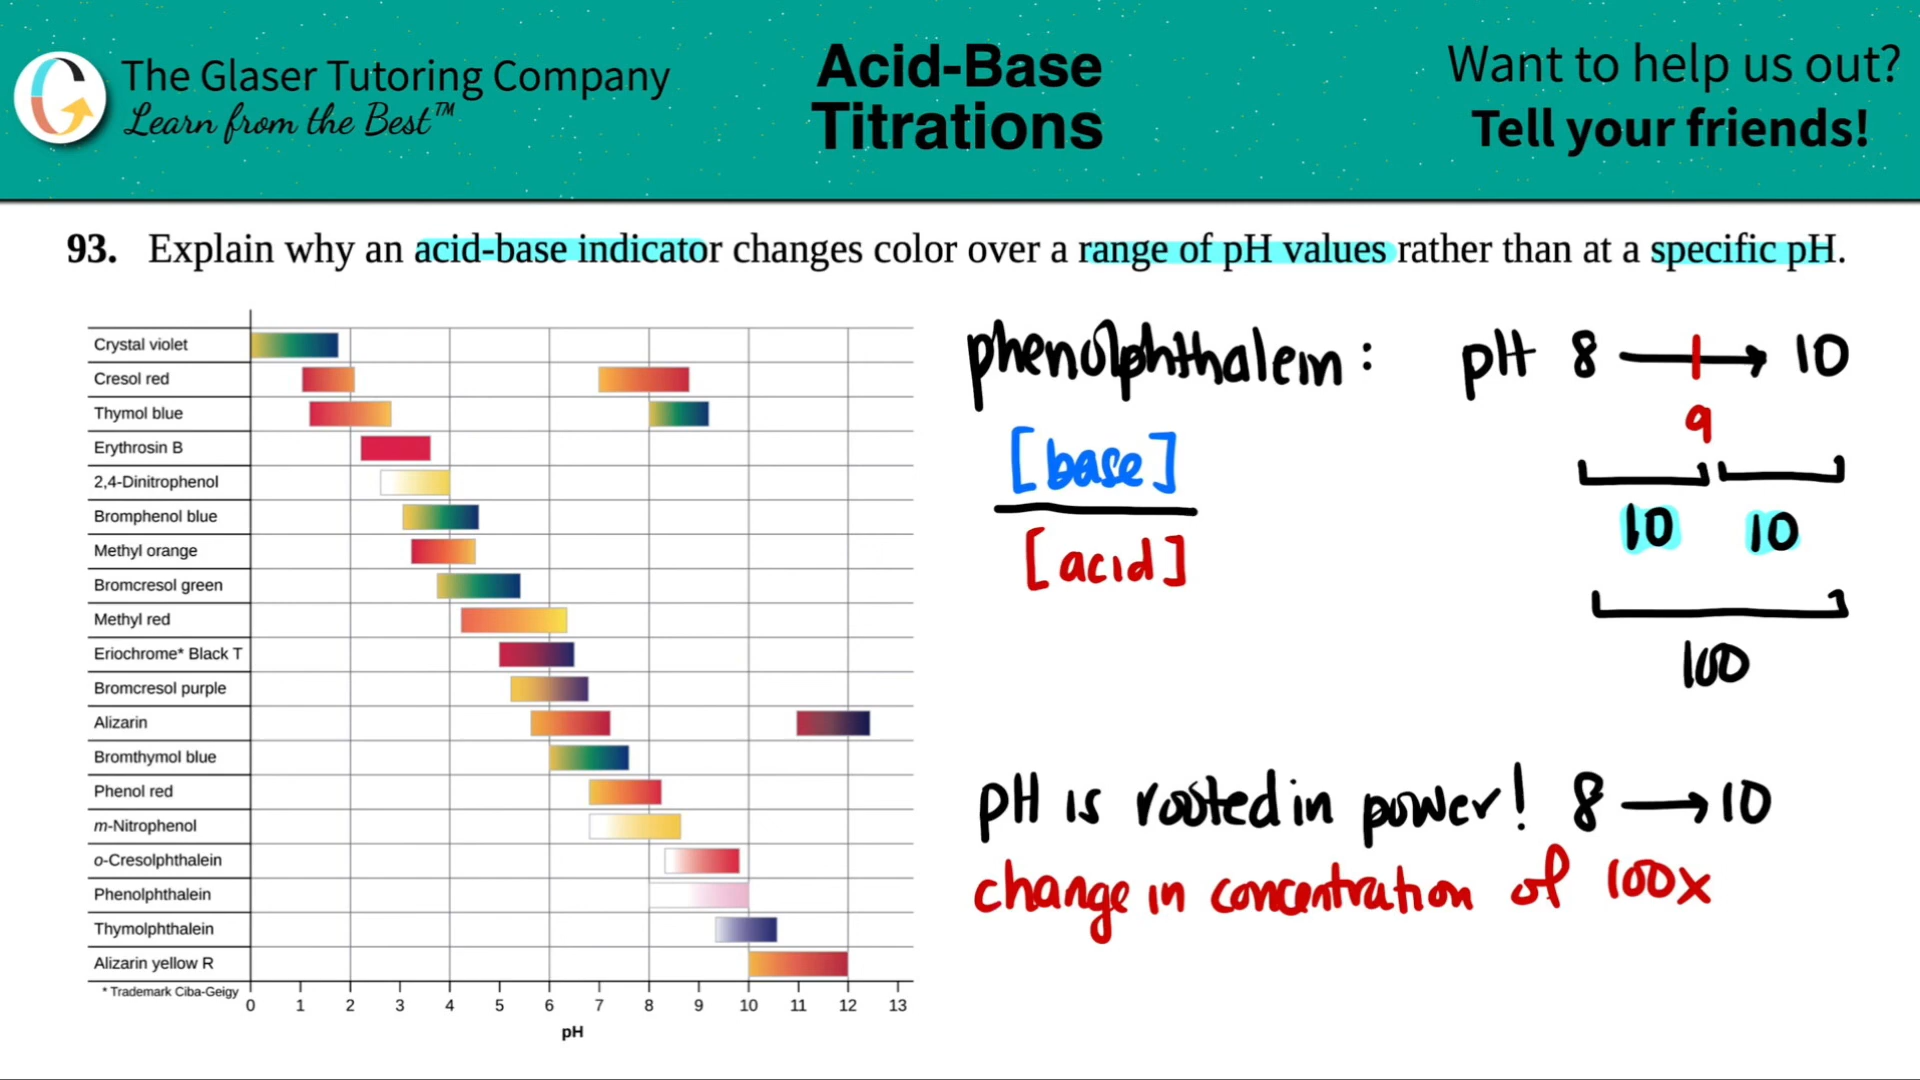 The Glaser Tutoring Company
Learn from the Best™
Acid-Base
Titrations
Want to help us out?
Tell your friends!
93. Explain why an acid-base indicator changes color over a range of pH values rather than at a specific pH.
Crystal violet
Cresol red
Thymol blue
Erythrosin B
2,4-Dinitrophenol
Bromphenol blue
Methyl orange
Bromcresol green
Methyl red
Eriochrome* Black T
Bromcresol purple
Alizarin
Bromthymol blue
Phenol red
m-Nitrophenol
o-Cresolphthalein
Phenolphthalein
Thymolphthalein
Alizarin yellow R
* Trademark Ciba-Geigy
0 1 2 3 4 5 6 7 8 9 10 11 12 13
pH
phenolphthalein : pH 8 → 10
9
[base]
[acid]
10 10
100
pH is rooted in power! 8 → 10
change in concentration of 100x